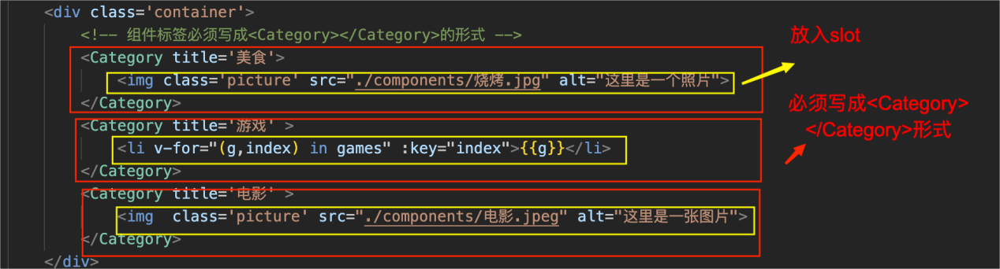 <div class='container'>
<!-- 组件标签必须写成<Category></Category>的形式 -->
<Category title='美食'>
<img class='picture' src="./components/烧烤.jpg" alt="这里是一个照片">
</Category>
<Category title='游戏' >
<li v-for="(g,index) in games" :key="index">{{g}}</li>
</Category>
<Category title='电影' >
<img  class='picture' src="./components/电影.jpeg" alt="这里是一张图片">
</Category>
</div>
放入slot
必须写成<Category>
</Category>形式